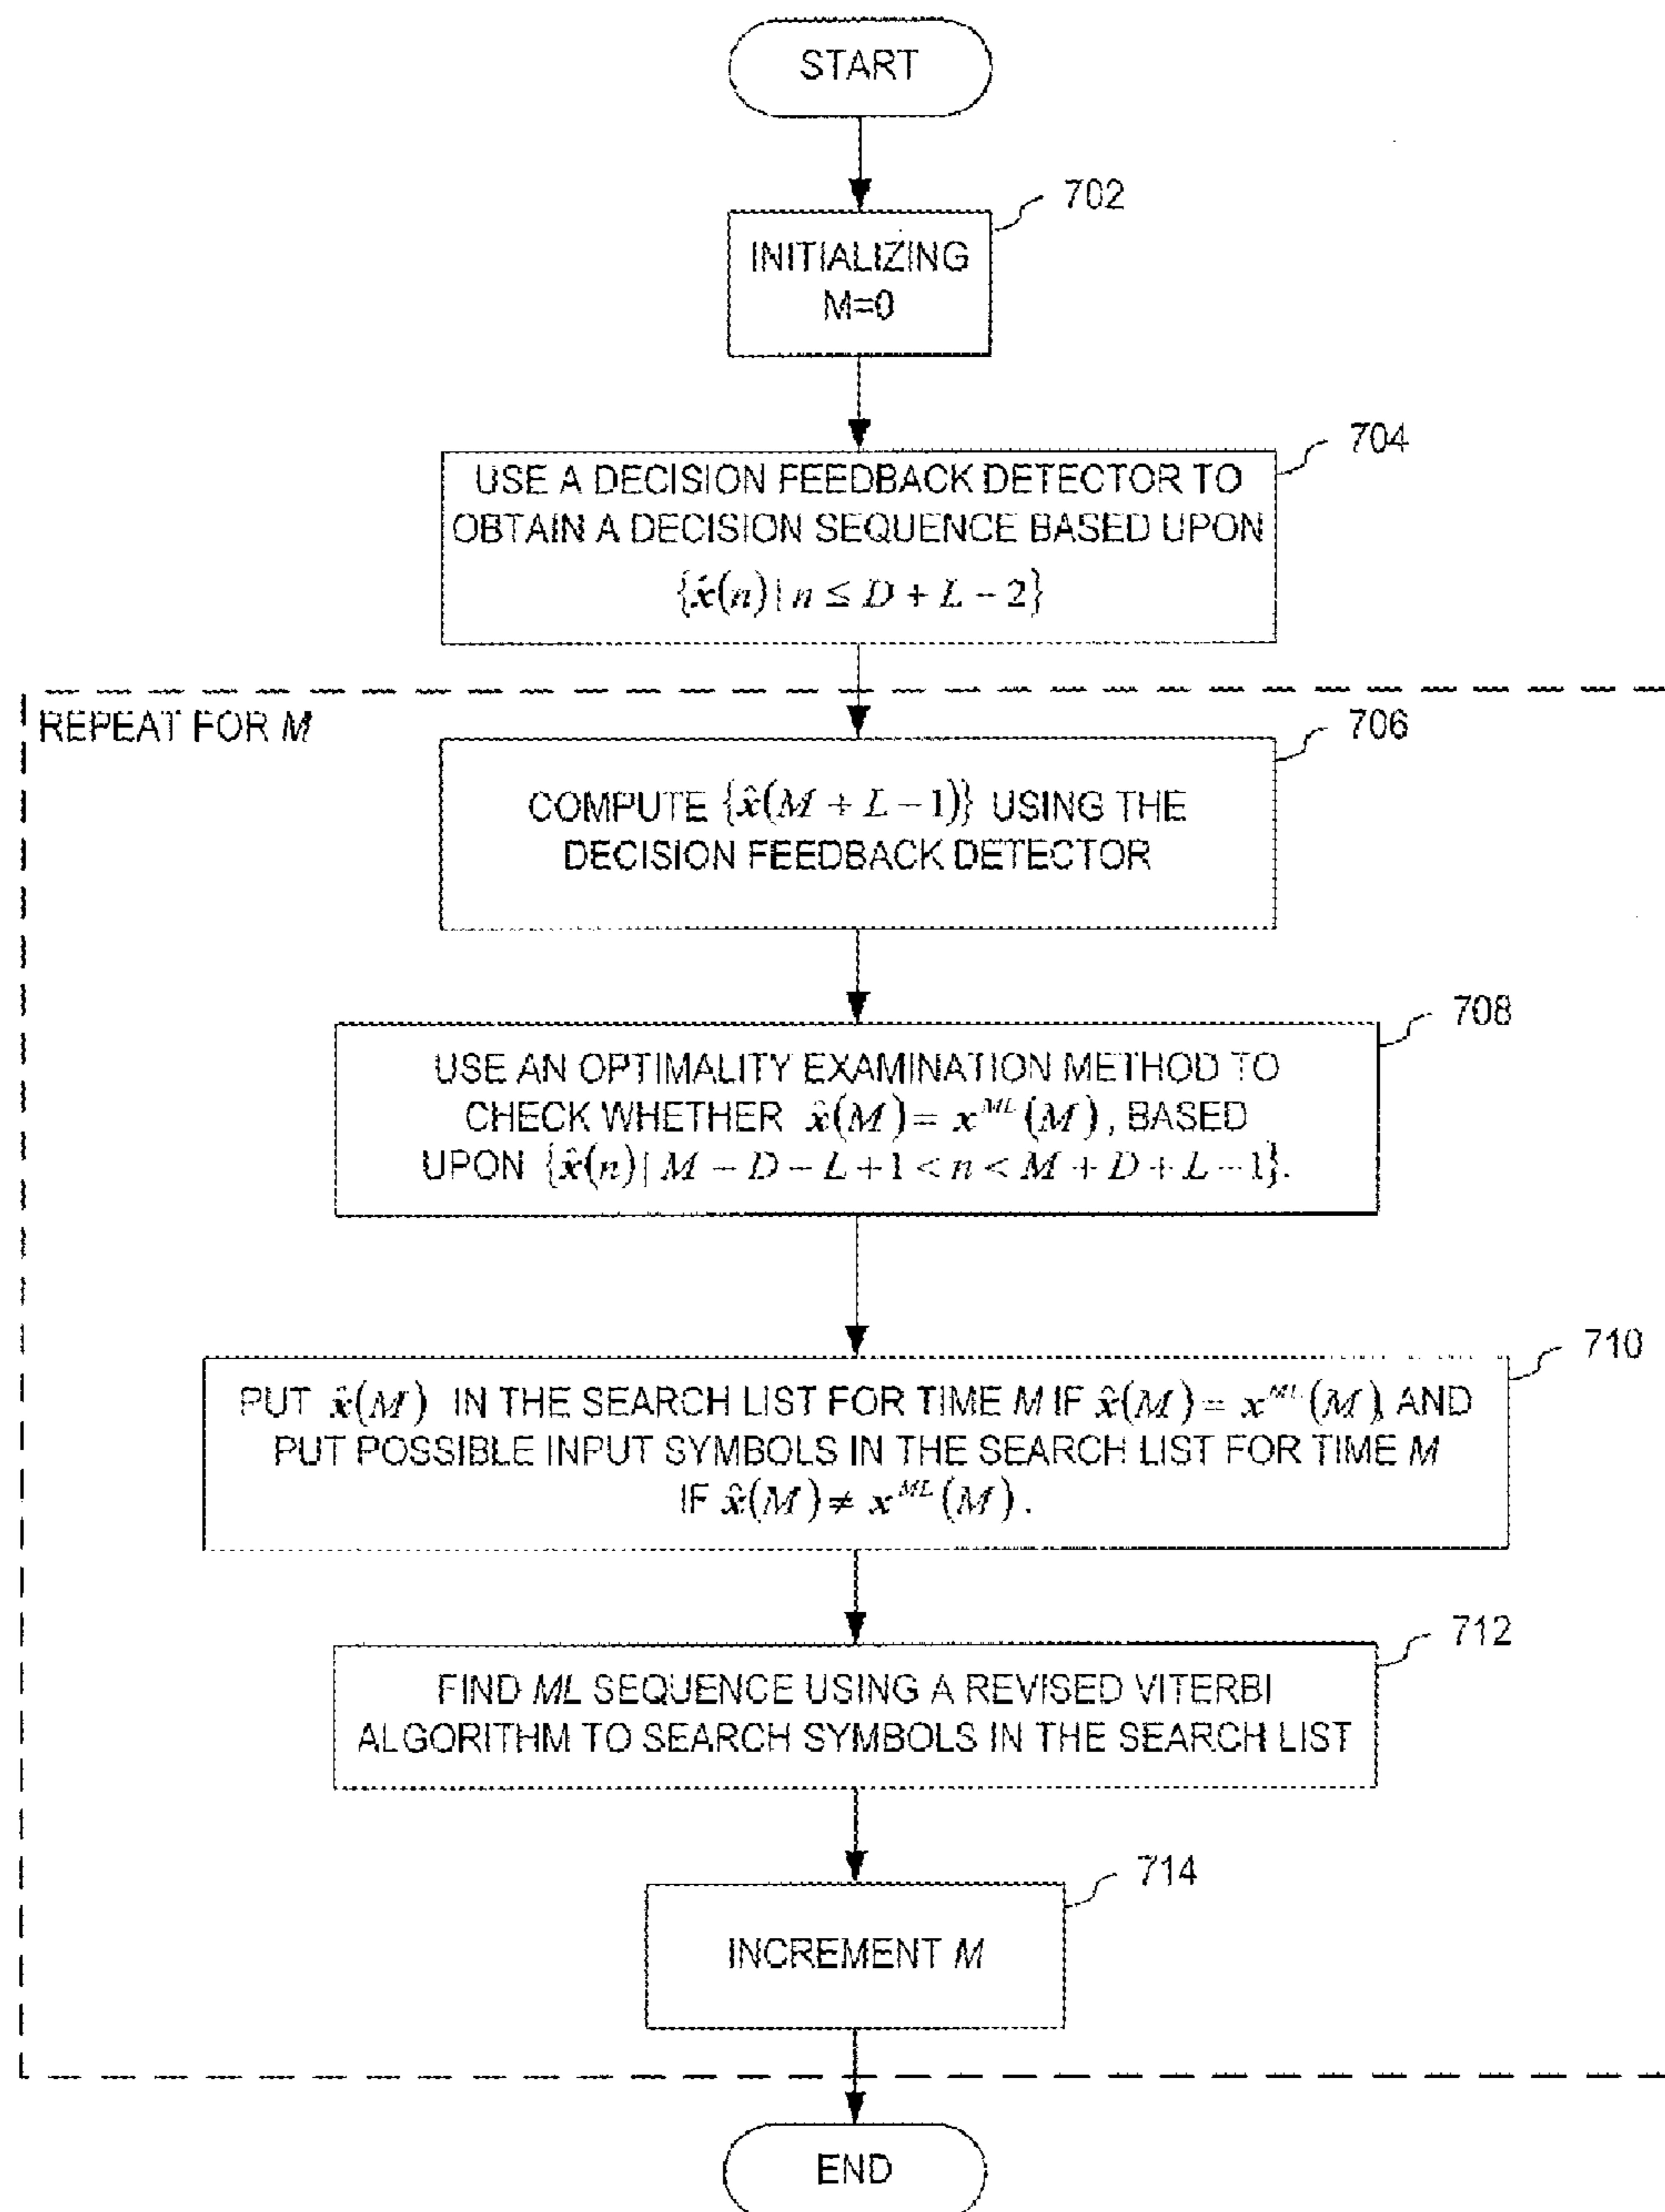 START
702
INITIALIZING
M=0
704
USE A DECISION FEEDBACK DETECTOR TO
OBTAIN A DECISION SEQUENCE BASED UPON
{x̂(n) | n ≤ D + L − 2}
REPEAT FOR M
706
COMPUTE {x̂(M + L − 1)} USING THE
DECISION FEEDBACK DETECTOR
708
USE AN OPTIMALITY EXAMINATION METHOD TO
CHECK WHETHER x̂(M) = x^ML(M), BASED
UPON {x̂(n) | M − D − L + 1 < n < M + D + L − 1}.
710
PUT x̂(M) IN THE SEARCH LIST FOR TIME M IF x̂(M) = x^ML(M), AND
PUT POSSIBLE INPUT SYMBOLS IN THE SEARCH LIST FOR TIME M
IF x̂(M) ≠ x^ML(M).
712
FIND ML SEQUENCE USING A REVISED VITERBI
ALGORITHM TO SEARCH SYMBOLS IN THE SEARCH LIST
714
INCREMENT M
END